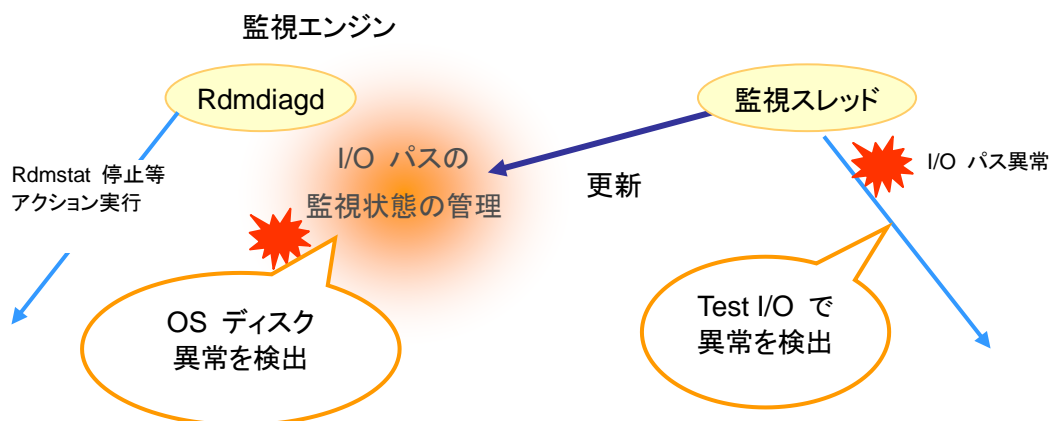 監視エンジン
Rdmdiagd
監視スレッド
I/O パスの
監視状態の管理
更新
I/O パス異常
Rdmstat 停止等
アクション実行
OS ディスク
異常を検出
Test I/O で
異常を検出